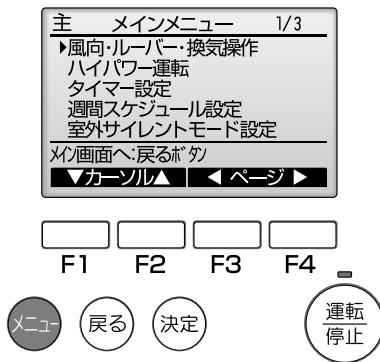 主 メインメニュー 1/3
▶風向・ルーバー・換気操作
ハイパワー運転
タイマー設定
週間スケジュール設定
室外サイレントモード設定
メイン画面へ:戻るボタン
▼カーソル▲ ◀ ページ ▶
F1 F2 F3 F4
メニュー 戻る 決定 運転
停止